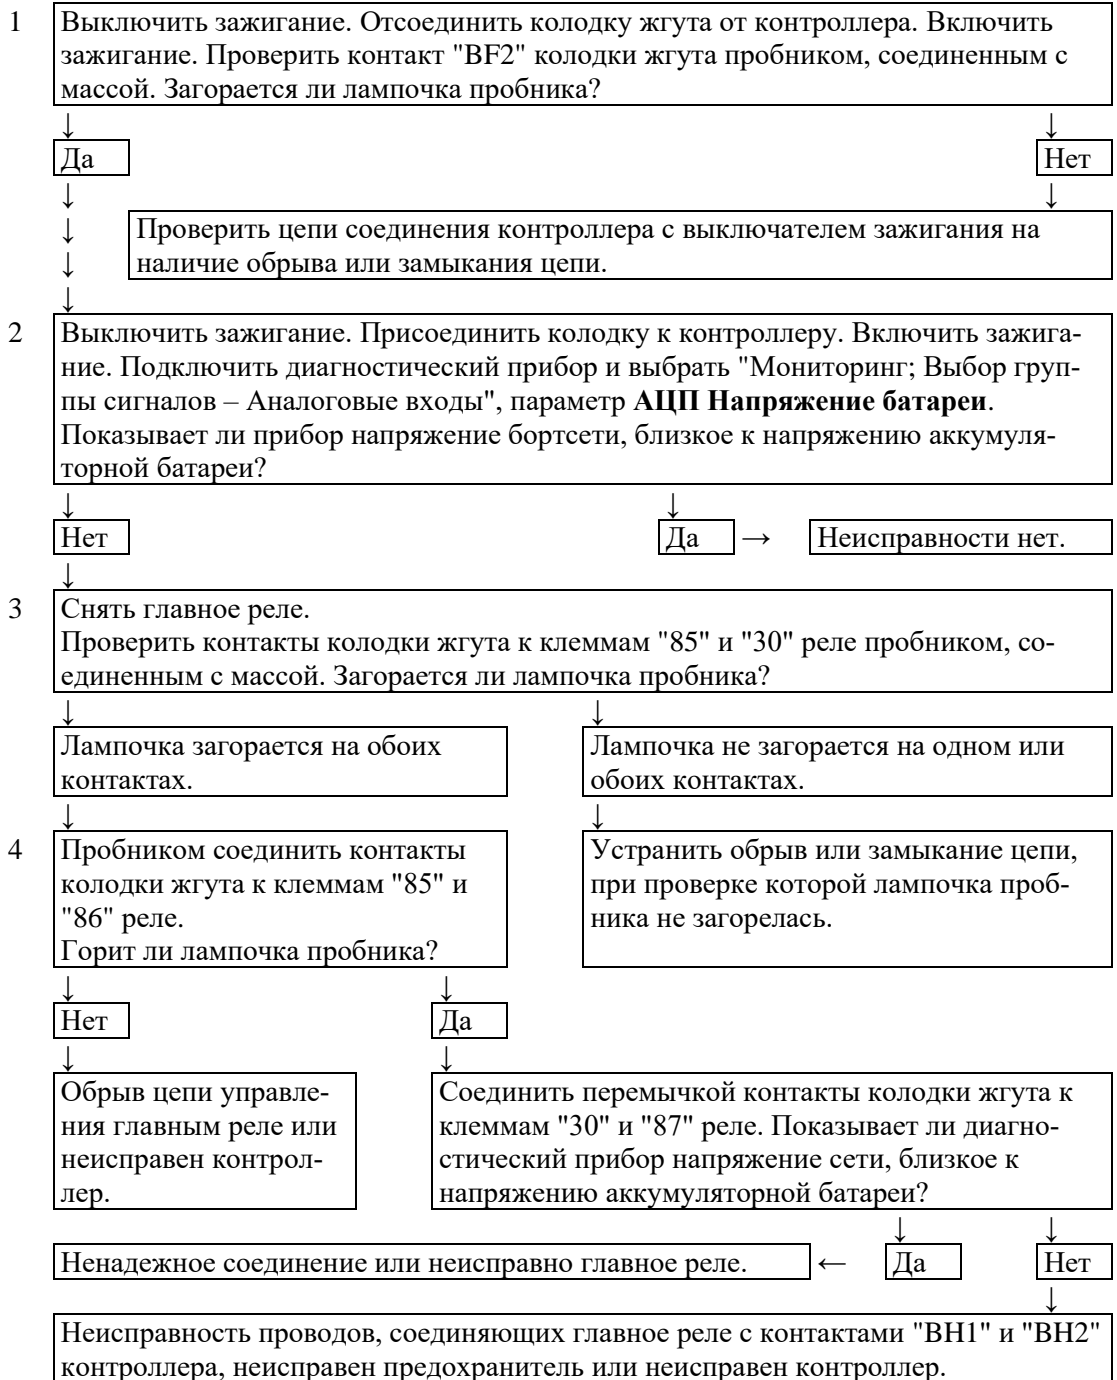 1 Выключить зажигание. Отсоединить колодку жгута от контроллера. Включить
зажигание. Проверить контакт "BF2" колодки жгута пробником, соединенным с
массой. Загорается ли лампочка пробника?
↓ ↓
Да Нет
↓ ↓
↓ Проверить цепи соединения контроллера с выключателем зажигания на
↓ наличие обрыва или замыкания цепи.
↓
2 Выключить зажигание. Присоединить колодку к контроллеру. Включить зажига-
ние. Подключить диагностический прибор и выбрать "Мониторинг; Выбор груп-
пы сигналов – Аналоговые входы", параметр АЦП Напряжение батареи.
Показывает ли прибор напряжение бортсети, близкое к напряжению аккумуля-
торной батареи?
↓ ↓
Нет Да → Неисправности нет.
↓
3 Снять главное реле.
Проверить контакты колодки жгута к клеммам "85" и "30" реле пробником, со-
единенным с массой. Загорается ли лампочка пробника?
↓ ↓
Лампочка загорается на обоих
контактах.
Лампочка не загорается на одном или
обоих контактах.
↓ ↓
4 Пробником соединить контакты
колодки жгута к клеммам "85" и
"86" реле.
Горит ли лампочка пробника?
Устранить обрыв или замыкание цепи,
при проверке которой лампочка проб-
ника не загорелась.
↓ ↓
Нет Да
↓ ↓
Обрыв цепи управле-
ния главным реле или
неисправен контрол-
лер.
Соединить перемычкой контакты колодки жгута к
клеммам "30" и "87" реле. Показывает ли диагно-
стический прибор напряжение сети, близкое к
напряжению аккумуляторной батареи?
↓ ↓
Ненадежное соединение или неисправно главное реле. ← Да Нет
↓
Неисправность проводов, соединяющих главное реле с контактами "BH1" и "BH2"
контроллера, неисправен предохранитель или неисправен контроллер.